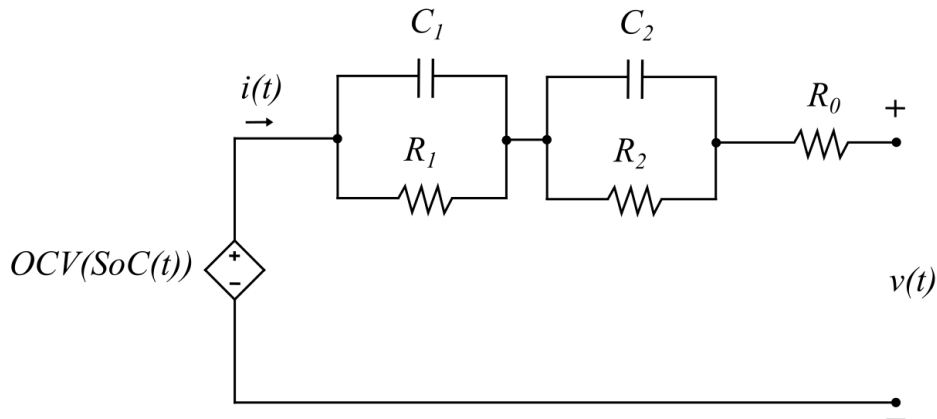 C₁
C₂
i(t)
R₀
+
R₁
R₂
OCV(SoC(t))
+
−
v(t)